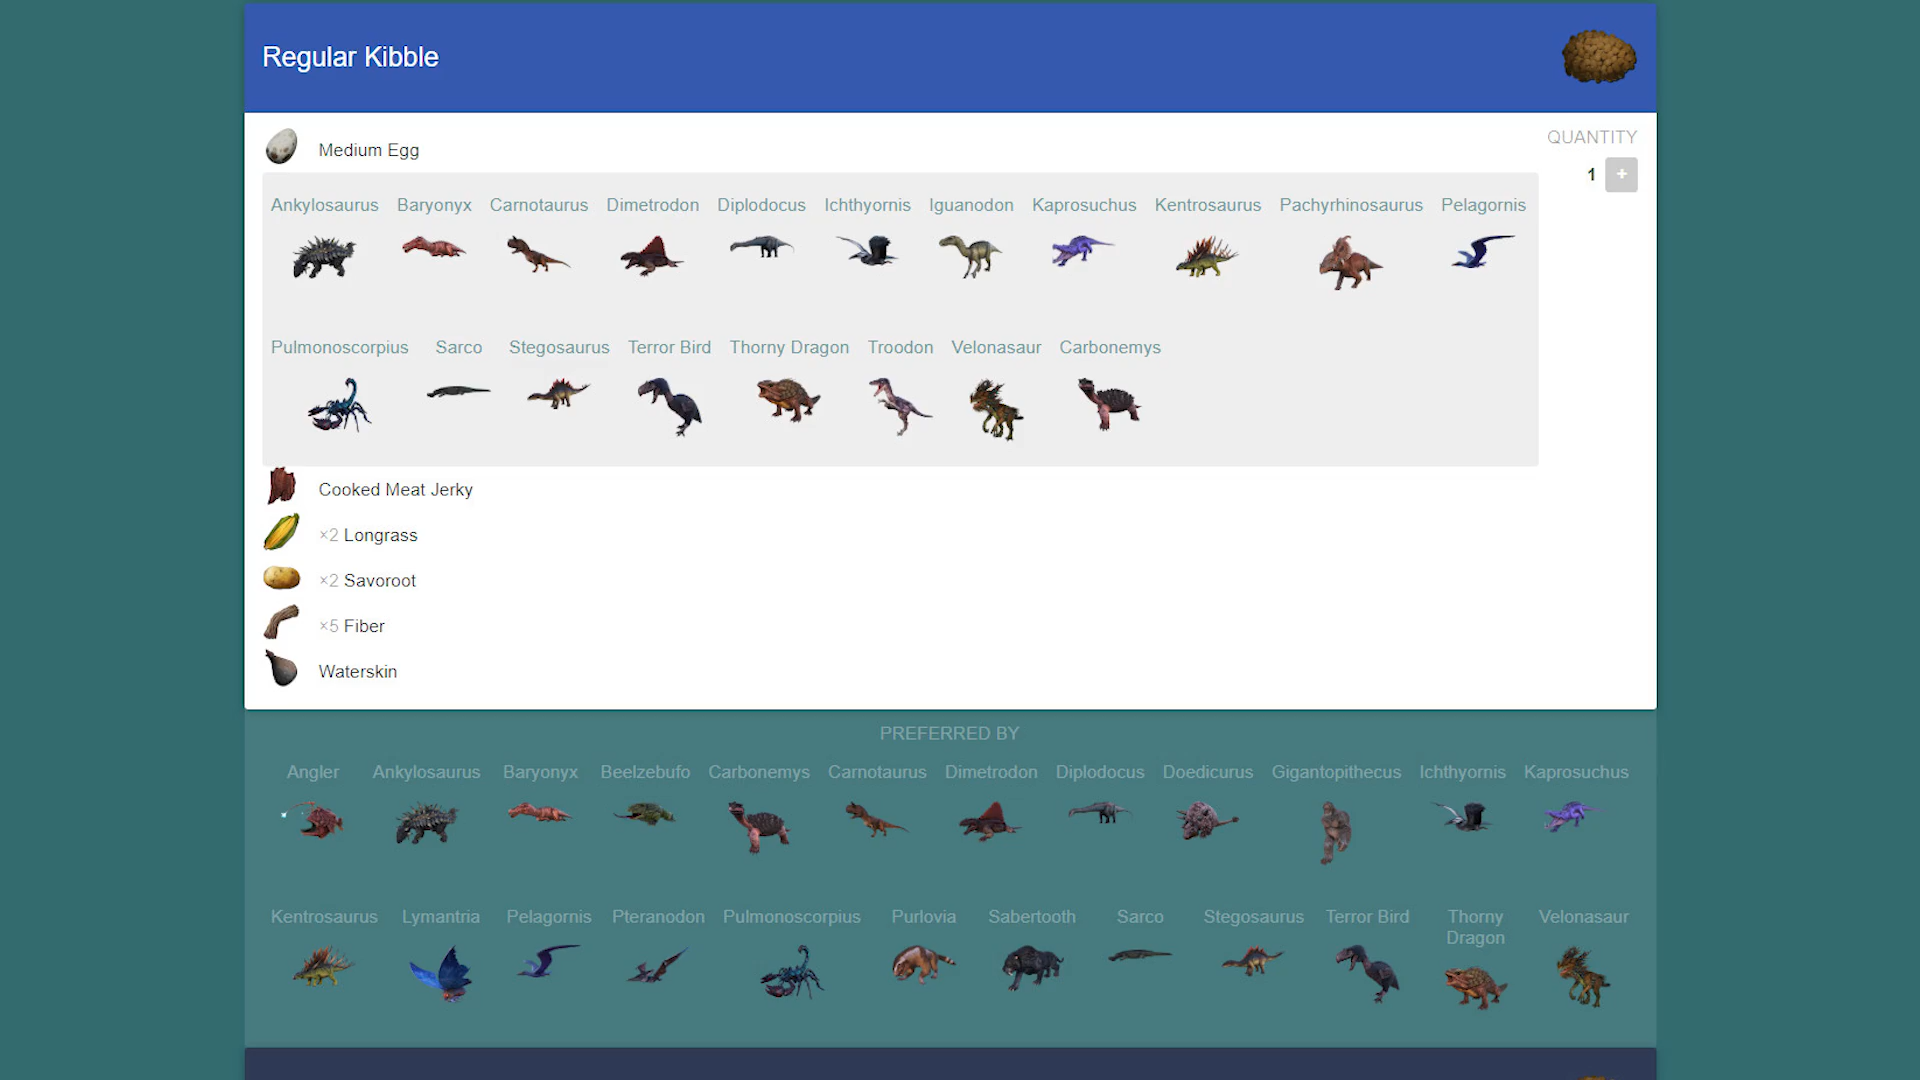 Regular Kibble
Medium Egg
QUANTITY
1 +
Ankylosaurus Baryonyx Carnotaurus Dimetrodon Diplodocus Ichthyornis Iguanodon Kaprosuchus Kentrosaurus Pachyrhinosaurus Pelagornis
Pulmonoscorpius Sarco Stegosaurus Terror Bird Thorny Dragon Troodon Velonasaur Carbonemys
Cooked Meat Jerky
×2 Longrass
×2 Savoroot
×5 Fiber
Waterskin
PREFERRED BY
Angler Ankylosaurus Baryonyx Beelzebufo Carbonemys Carnotaurus Dimetrodon Diplodocus Doedicurus Gigantopithecus Ichthyornis Kaprosuchus
Kentrosaurus Lymantria Pelagornis Pteranodon Pulmonoscorpius Purlovia Sabertooth Sarco Stegosaurus Terror Bird Thorny Dragon Velonasaur